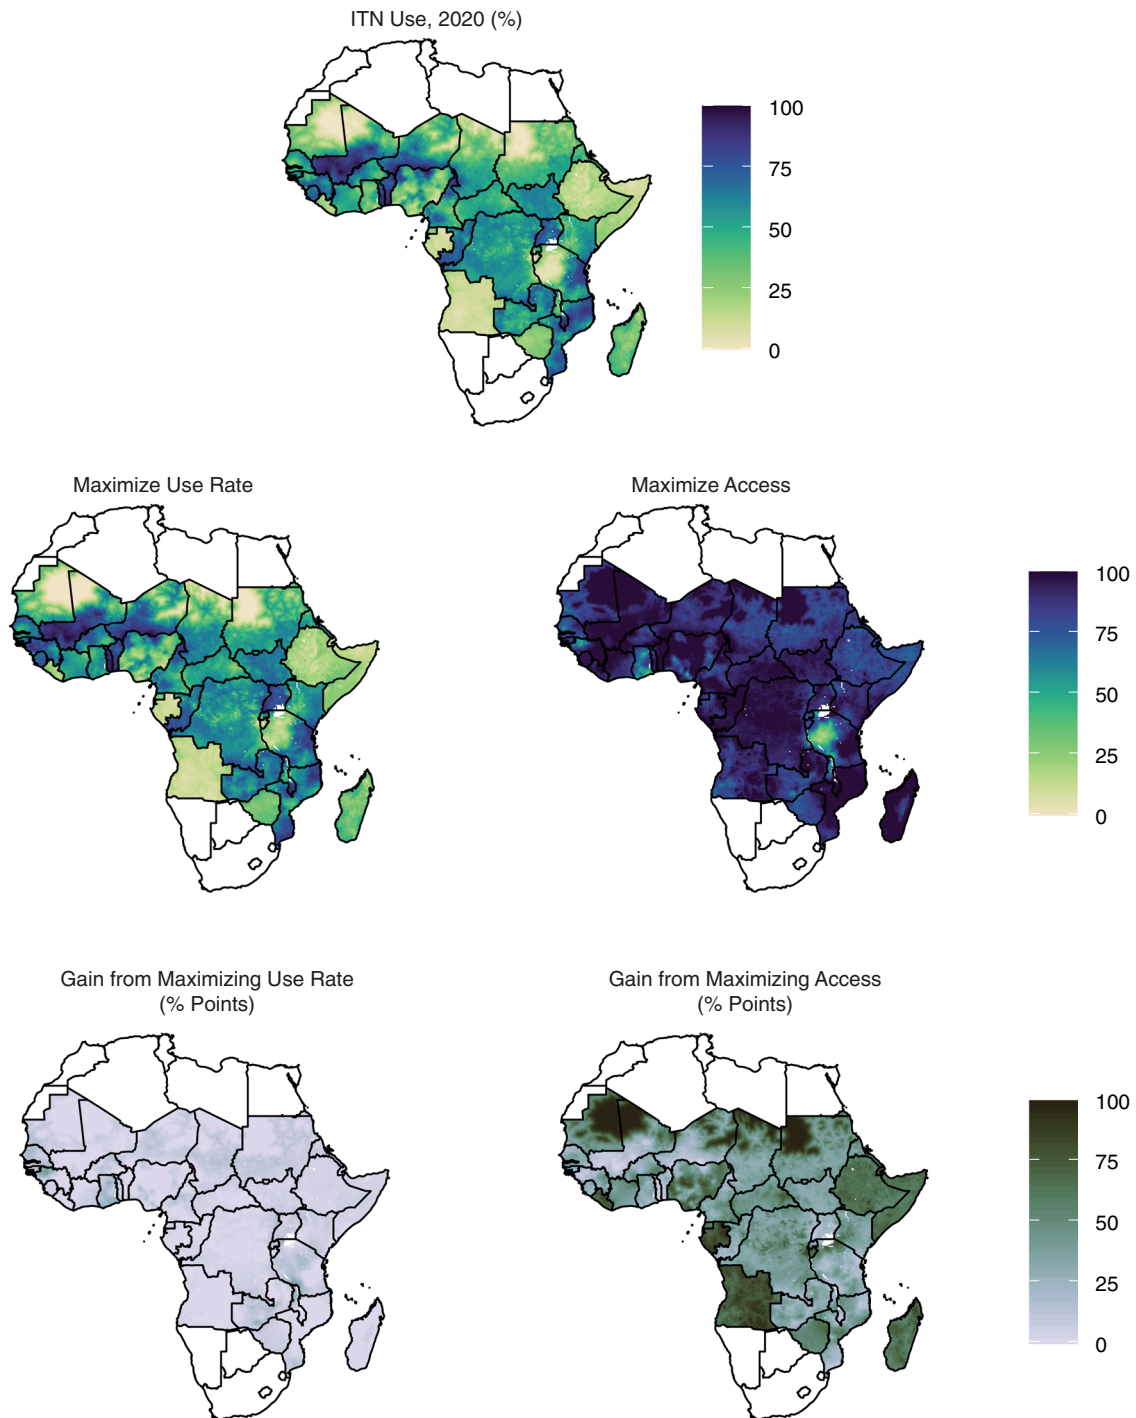 ITN Use, 2020 (%)
100
75
50
25
0
Maximize Use Rate
Maximize Access
100
75
50
25
0
Gain from Maximizing Use Rate
(% Points)
Gain from Maximizing Access
(% Points)
100
75
50
25
0